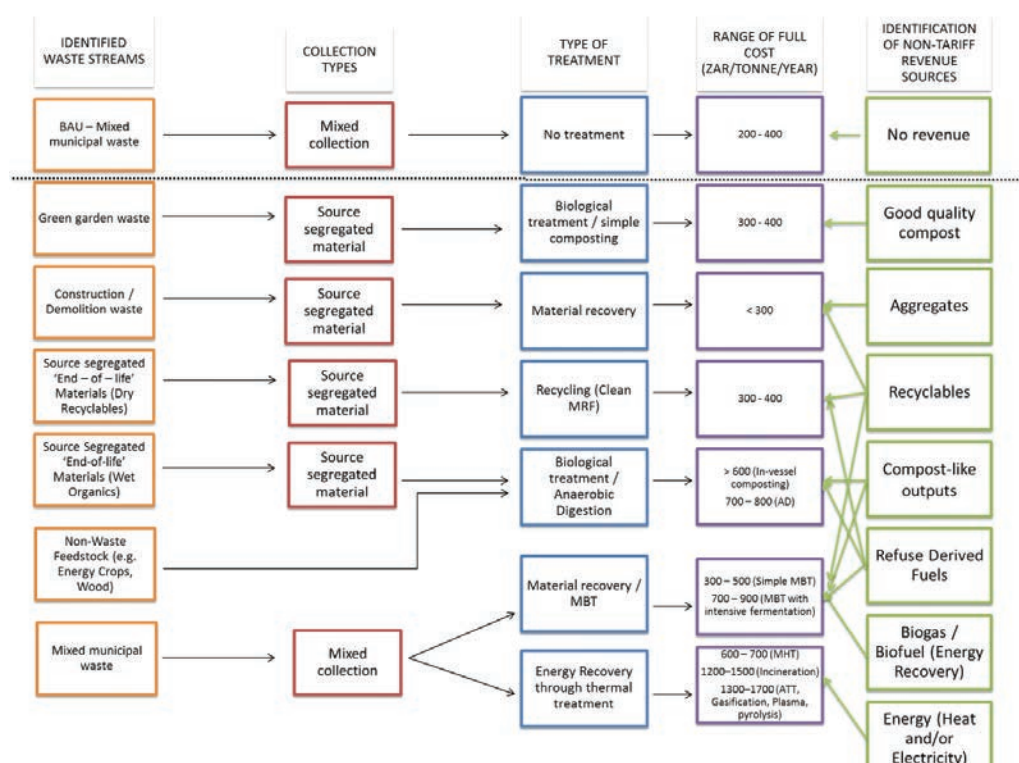 IDENTIFIED
WASTE STREAMS
COLLECTION
TYPES
TYPE OF
TREATMENT
RANGE OF FULL
COST
(ZAR/TONNE/YEAR)
IDENTIFICATION
OF NON-TARIFF
REVENUE
SOURCES
BAU – Mixed
municipal waste
Mixed
collection
No treatment
200 - 400
No revenue
Green garden waste
Source
segregated
material
Biological
treatment / simple
composting
300 - 400
Good quality
compost
Construction /
Demolition waste
Source
segregated
material
Material recovery
< 300
Aggregates
Source segregated
‘End – of – life’
Materials (Dry
Recyclables)
Source
segregated
material
Recycling (Clean
MRF)
300 - 400
Recyclables
Source Segregated
‘End-of-life’
Materials (Wet
Organics)
Source
segregated
material
Biological
treatment /
Anaerobic
Digestion
> 600 (In-vessel
composting)
700 – 800 (AD)
Compost-like
outputs
Non-Waste
Feedstock (e.g.
Energy Crops,
Wood)
Refuse Derived
Fuels
Mixed municipal
waste
Mixed
collection
Material recovery /
MBT
300 – 500 (Simple MBT)
700 – 900 (MBT with
intensive fermentation)
Biogas /
Biofuel (Energy
Recovery)
Energy Recovery
through thermal
treatment
600 – 700 (MHT)
1200–1500 (Incineration)
1300–1700 (ATT,
Gasification, Plasma,
pyrolysis)
Energy (Heat
and/or
Electricity)